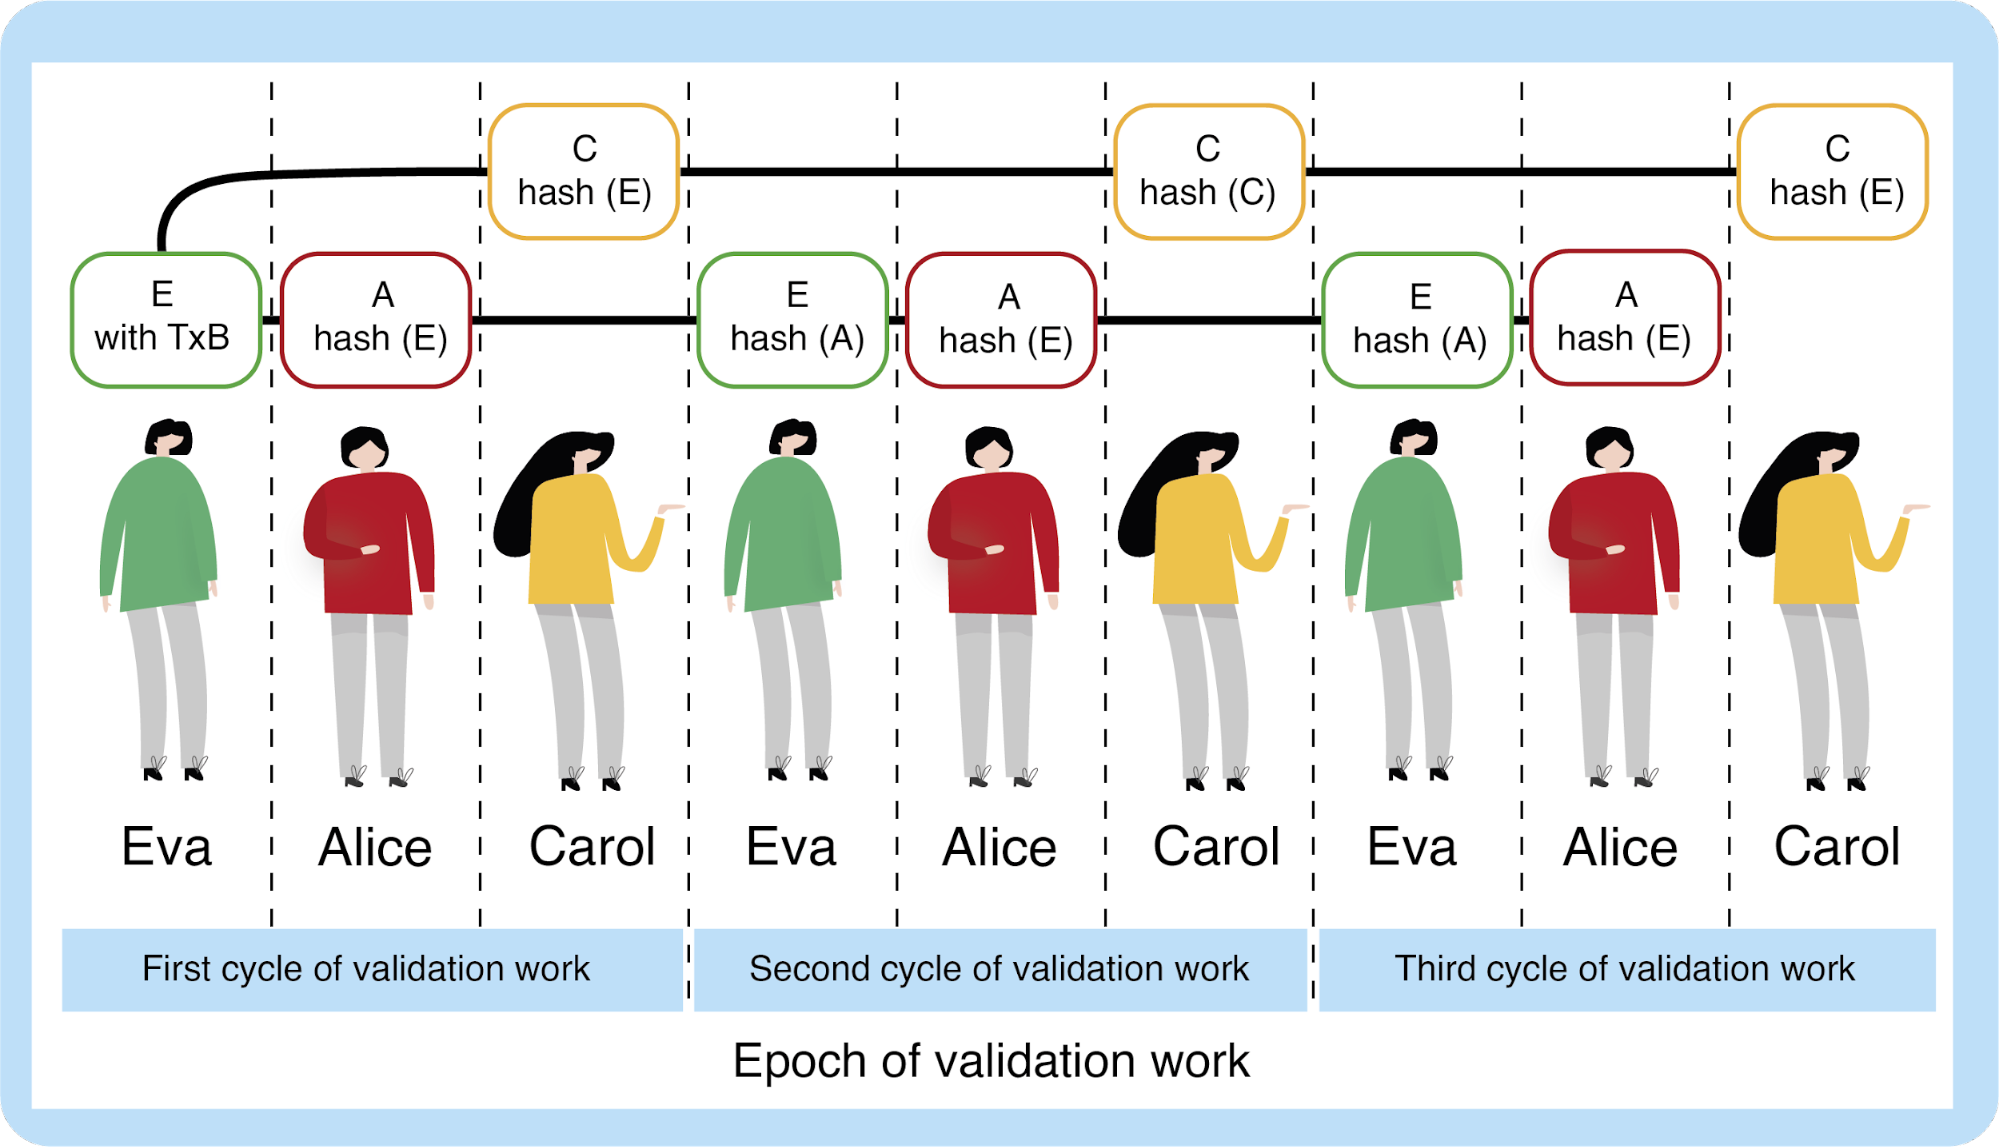 C
hash (E)
C
hash (C)
C
hash (E)
E
with TxB
A
hash (E)
E
hash (A)
A
hash (E)
E
hash (A)
A
hash (E)
Eva
Alice
Carol
Eva
Alice
Carol
Eva
Alice
Carol
First cycle of validation work
Second cycle of validation work
Third cycle of validation work
Epoch of validation work